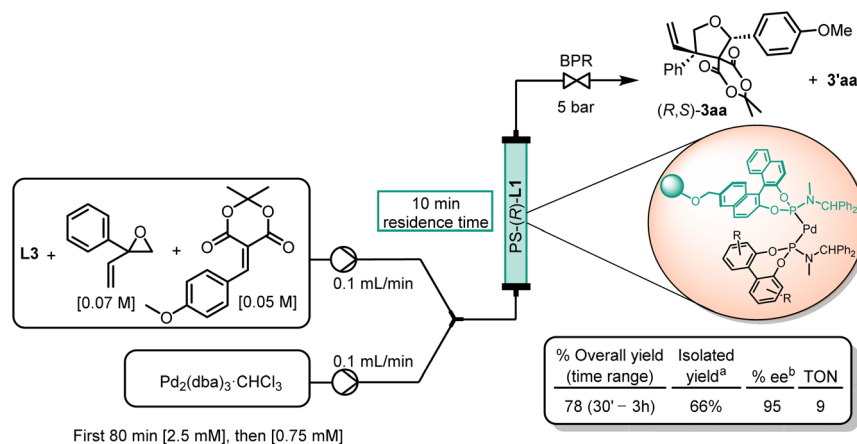 OMe
BPR
5 bar
Ph
O
O
O
O
O
(R,S)-3aa
+ 3'aa
10 min
residence time
PS-(R)-L1
O
O
O
P
N
CHPh2
Pd
R
O
O
P
N
CHPh2
R
L3 +
O
[0.07 M]
+
O
O
O
O
O
[0.05 M]
0.1 mL/min
Pd2(dba)3·CHCl3
0.1 mL/min
First 80 min [2.5 mM], then [0.75 mM]
% Overall yield (time range)
Isolated yieldᵃ
% eeᵇ
TON
78 (30' – 3h)
66%
95
9